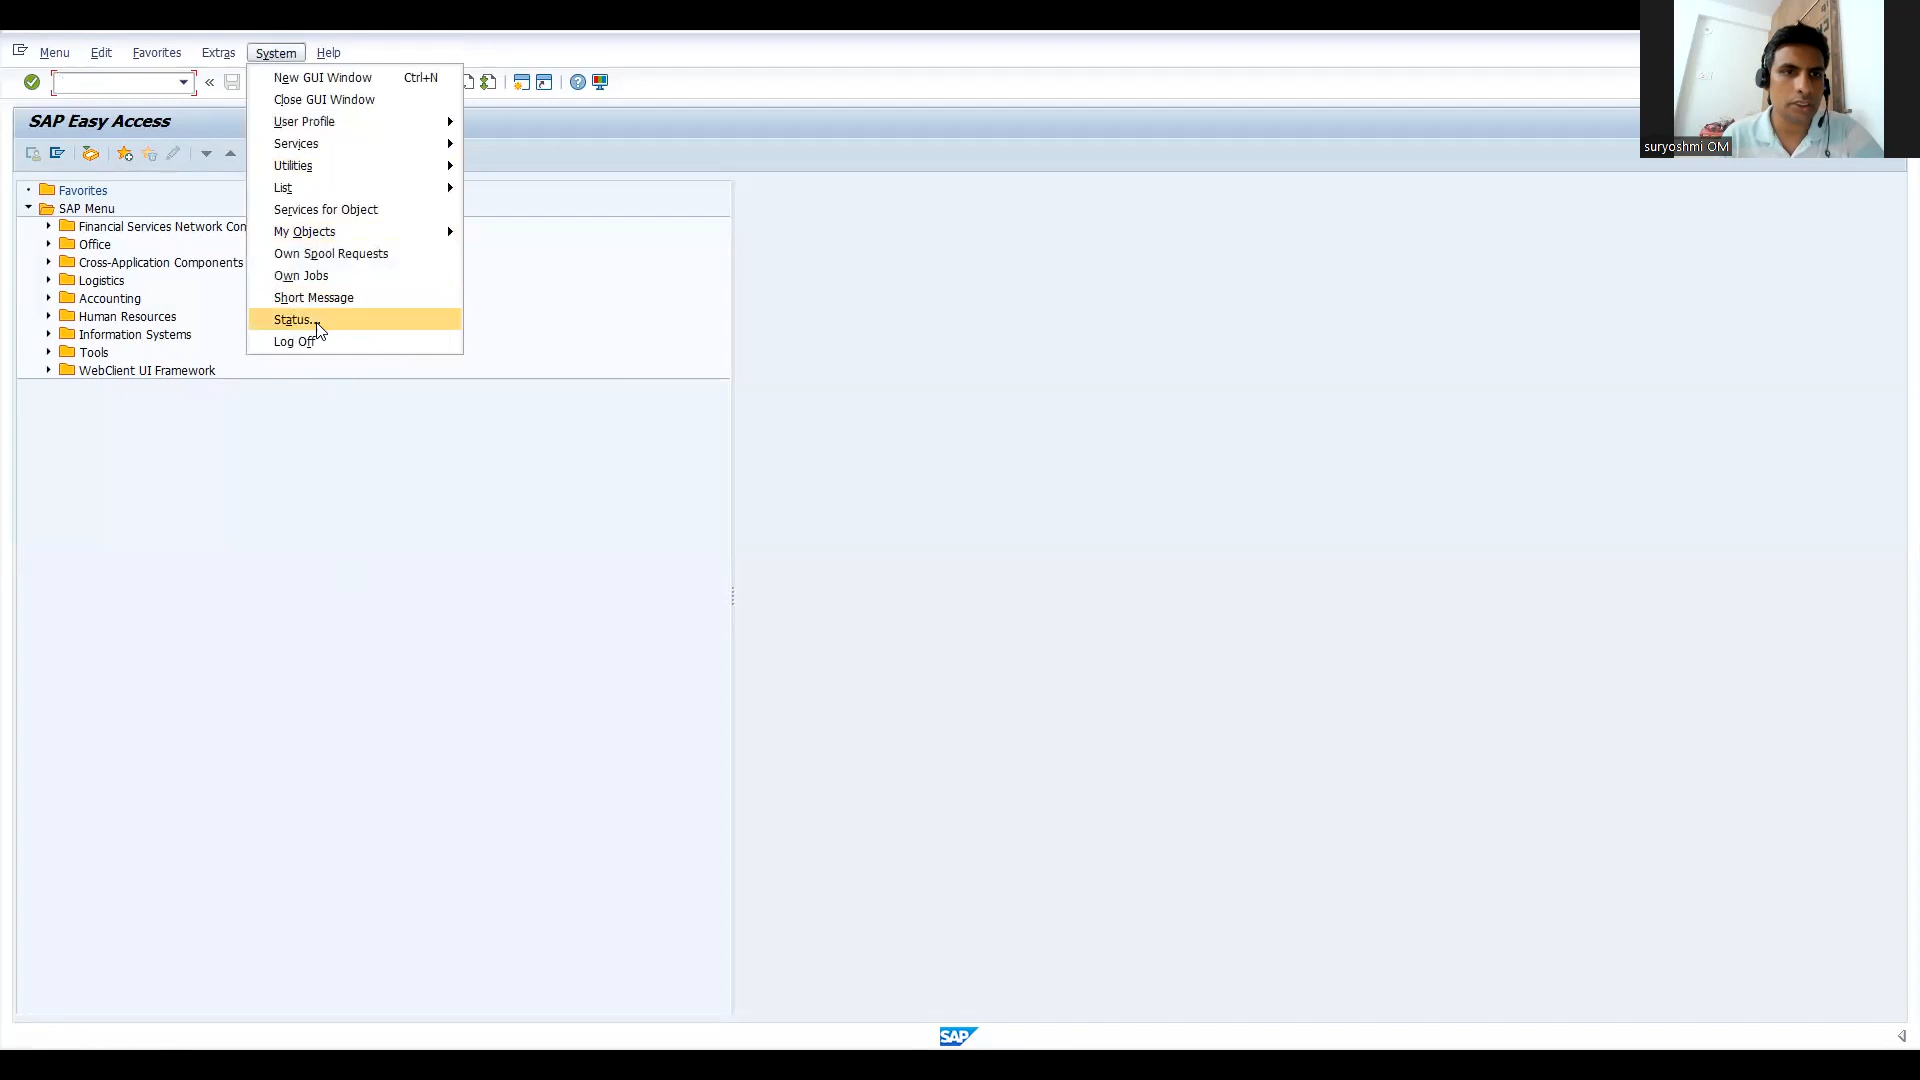 Menu Edit Favorites Extras System Help
New GUI Window Ctrl+N
Close GUI Window
User Profile
Services
Utilities
List
Services for Object
My Objects
Own Spool Requests
Own Jobs
Short Message
Status...
Log Off
SAP Easy Access
Favorites
SAP Menu
Financial Services Network Con
Office
Cross-Application Components
Logistics
Accounting
Human Resources
Information Systems
Tools
WebClient UI Framework
suryoshmi OM
SAP